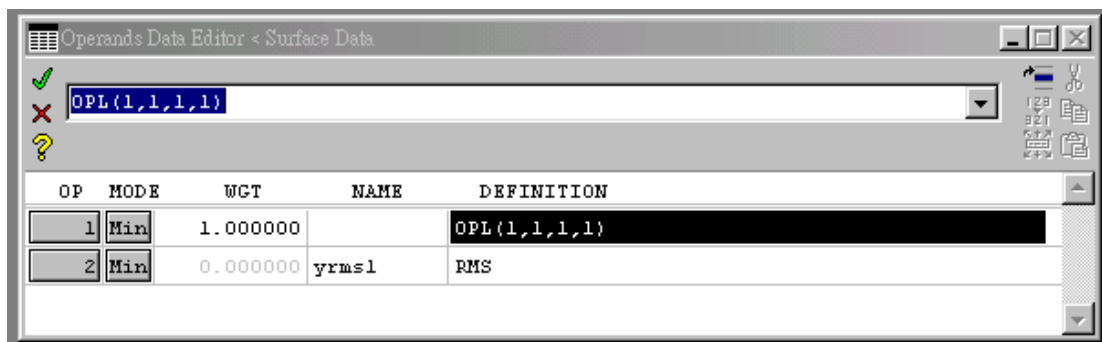 Operands Data Editor < Surface Data
OPL(1,1,1,1)
OP MODE WGT NAME DEFINITION
1 Min 1.000000 OPL(1,1,1,1)
2 Min 0.000000 yrms1 RMS